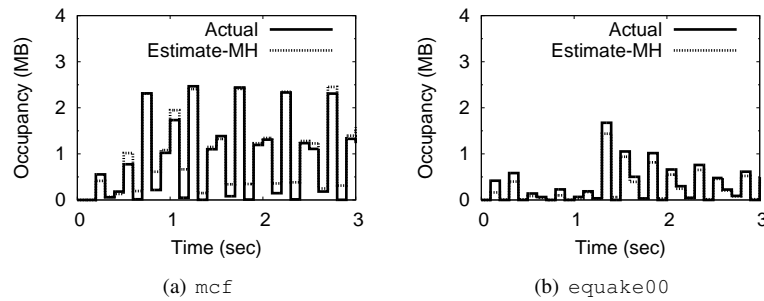 Actual
Estimate-MH
Occupancy (MB)
4
3
2
1
0
0 1 2 3
Time (sec)
(a) mcf
Actual
Estimate-MH
Occupancy (MB)
4
3
2
1
0
0 1 2 3
Time (sec)
(b) equake00